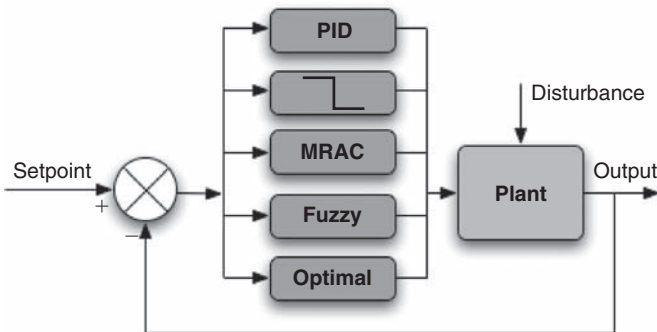 PID
Disturbance
MRAC
Setpoint
Output
Plant
+
Fuzzy
−
Optimal